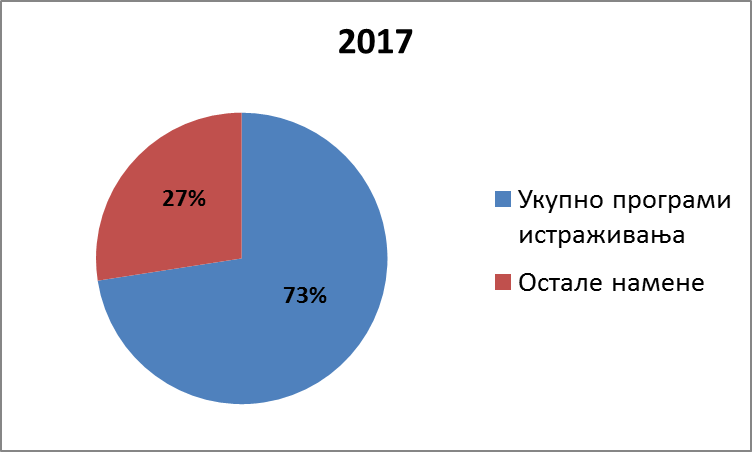 2017
27%
73%
Укупно програми
истраживања
Остале намене